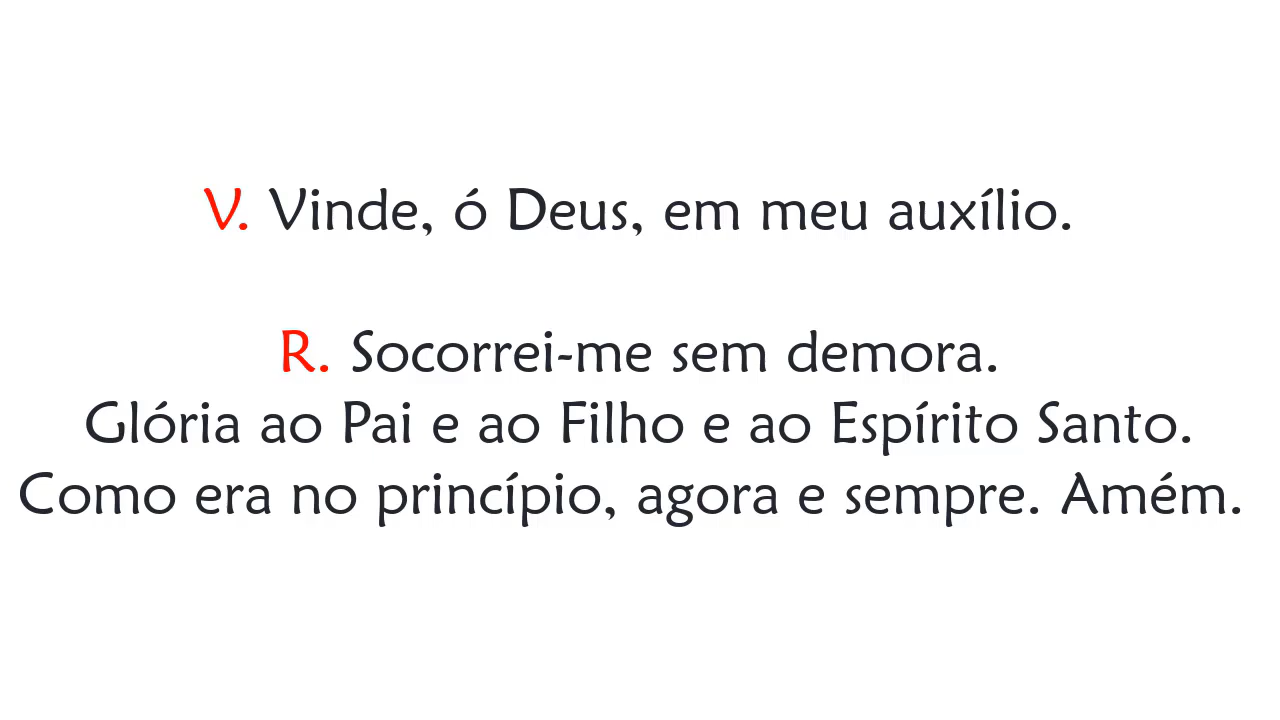 V. Vinde, ó Deus, em meu auxílio.
R. Socorrei-me sem demora.
Glória ao Pai e ao Filho e ao Espírito Santo.
Como era no princípio, agora e sempre. Amém.